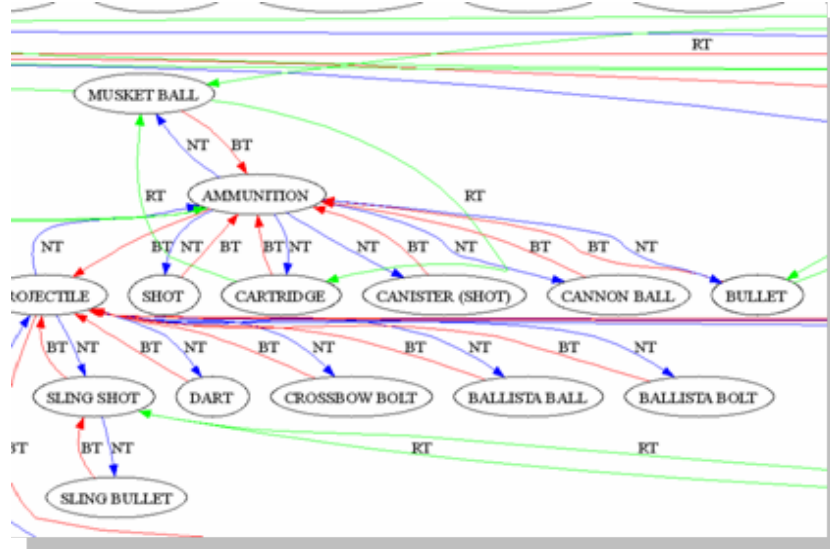 RT
MUSKET BALL
NT BT
RT RT
AMMUNITION
NT BT NT BT BT NT NT BT NT BT BT NT
ROJECTILE SHOT CARTRIDGE CANISTER (SHOT) CANNON BALL BULLET
BT NT BT NT BT NT BT NT BT NT
SLING SHOT DART CROSSBOW BOLT BALLISTA BALL BALLISTA BOLT
BT BT NT RT RT
SLING BULLET